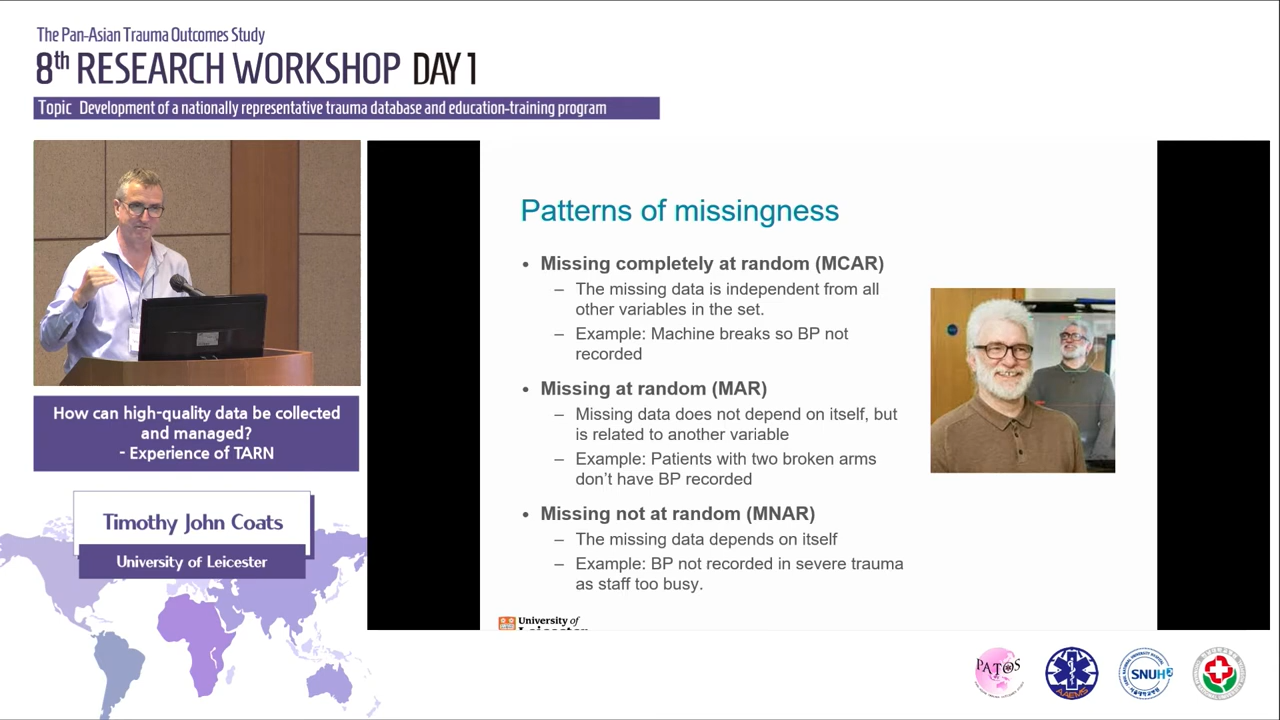 The Pan-Asian Trauma Outcomes Study
8th RESEARCH WORKSHOP DAY 1
Topic Development of a nationally representative trauma database and education-training program
How can high-quality data be collected
and managed?
- Experience of TARN
Timothy John Coats
University of Leicester
Patterns of missingness
• Missing completely at random (MCAR)
– The missing data is independent from all
other variables in the set.
– Example: Machine breaks so BP not
recorded
• Missing at random (MAR)
– Missing data does not depend on itself, but
is related to another variable
– Example: Patients with two broken arms
don't have BP recorded
• Missing not at random (MNAR)
– The missing data depends on itself
– Example: BP not recorded in severe trauma
as staff too busy.
University of
Leicester
PATOS
AAEMS
SNUH